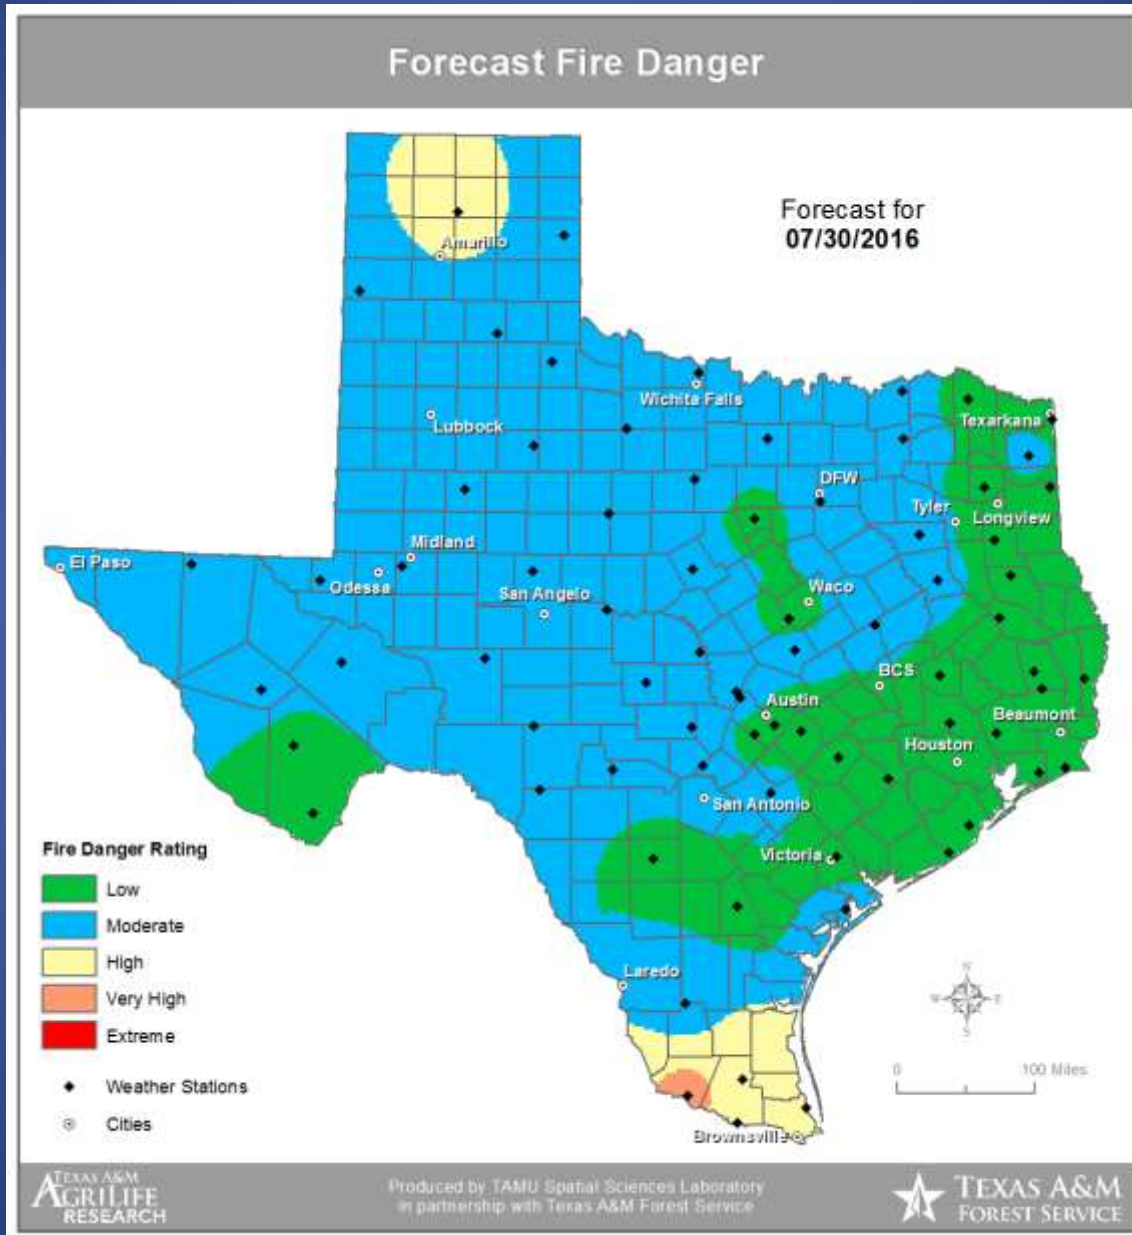 Forecast Fire Danger
Forecast for
07/30/2016
Amarillo
Wichita Falls
Lubbock
Texarkana
DFW
Tyler
Longview
El Paso
Midland
Odessa
San Angelo
Waco
BCS
Austin
Beaumont
Houston
San Antonio
Victoria
Laredo
Brownsville
Fire Danger Rating
Low
Moderate
High
Very High
Extreme
Weather Stations
Cities
N
W E
S
0 100 Miles
TEXAS A&M
AGRILIFE
RESEARCH
Produced by TAMU Spatial Sciences Laboratory
in partnership with Texas A&M Forest Service
TEXAS A&M
FOREST SERVICE